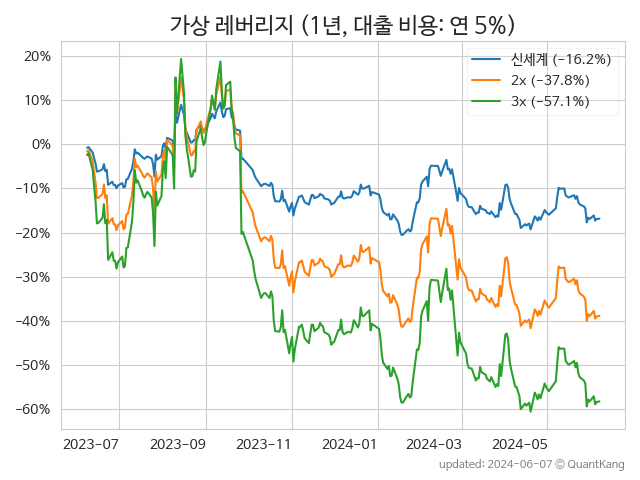 가상 레버리지 (1년, 대출 비용: 연 5%)
신세계 (−16.2%)
2x (−37.8%)
3x (−57.1%)
20%
10%
0%
−10%
−20%
−30%
−40%
−50%
−60%
2023-07 2023-09 2023-11 2024-01 2024-03 2024-05
updated: 2024-06-07 © QuantKang